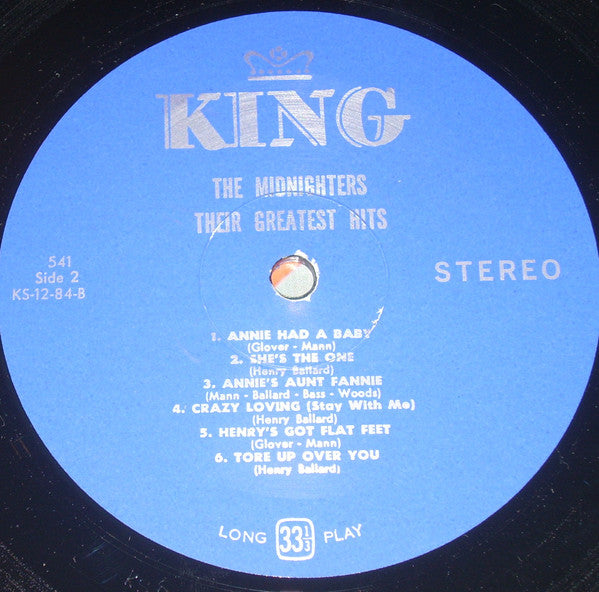 KING
THE MIDNIGHTERS
THEIR GREATEST HITS
541
Side 2
KS-12-84-B
STEREO
1. ANNIE HAD A BABY
(Glover - Mann)
2. SHE'S THE ONE
(Henry Ballard)
3. ANNIE'S AUNT FANNIE
(Mann - Ballard - Bass - Woods)
4. CRAZY LOVING (Stay With Me)
(Henry Ballard)
5. HENRY'S GOT FLAT FEET
(Glover - Mann)
6. TORE UP OVER YOU
(Henry Ballard)
LONG 33 1/3 PLAY